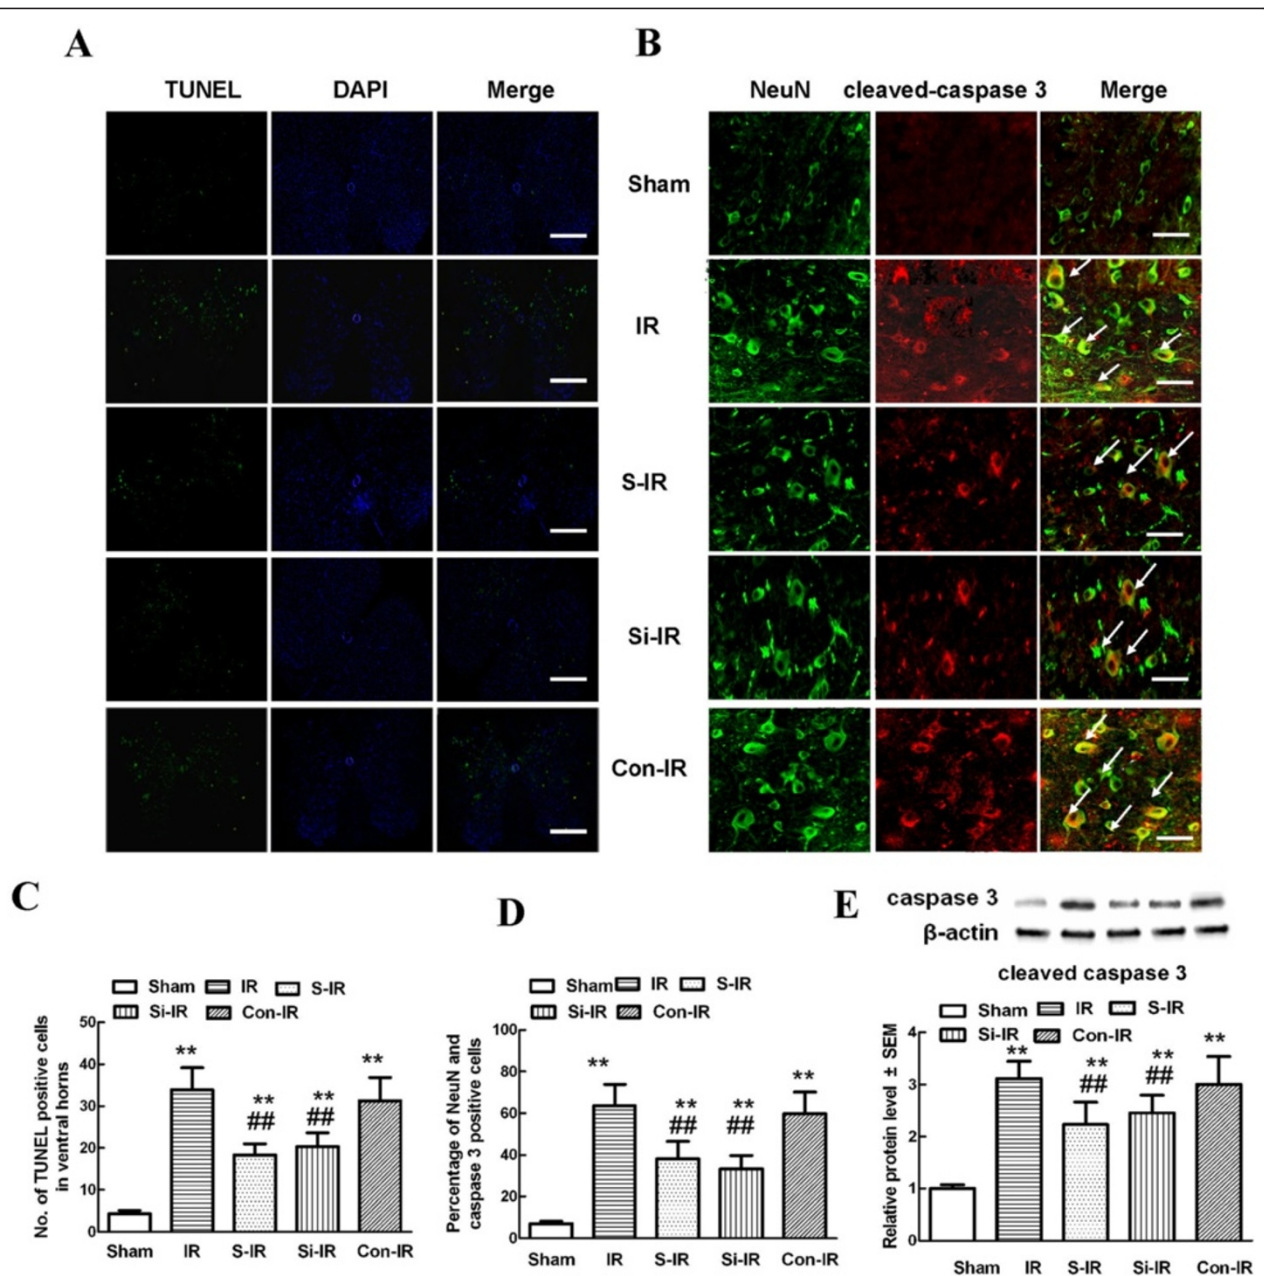 A
B
TUNEL DAPI Merge
NeuN cleaved-caspase 3 Merge
Sham
IR
S-IR
Si-IR
Con-IR
C
No. of TUNEL positive cells
in ventral horns
Sham IR S-IR
Si-IR Con-IR
50
40
30
20
10
0
** ## ** ## ** **
Sham IR S-IR Si-IR Con-IR
D
Percentage of NeuN and
caspase 3 positive cells
Sham IR S-IR
Si-IR Con-IR
100
80
60
40
20
0
** ** ## ** ## **
Sham IR S-IR Si-IR Con-IR
E
caspase 3
β-actin
cleaved caspase 3
Relative protein level ± SEM
Sham IR S-IR
Si-IR Con-IR
4
3
2
1
0
** ** ## ** ## **
Sham IR S-IR Si-IR Con-IR